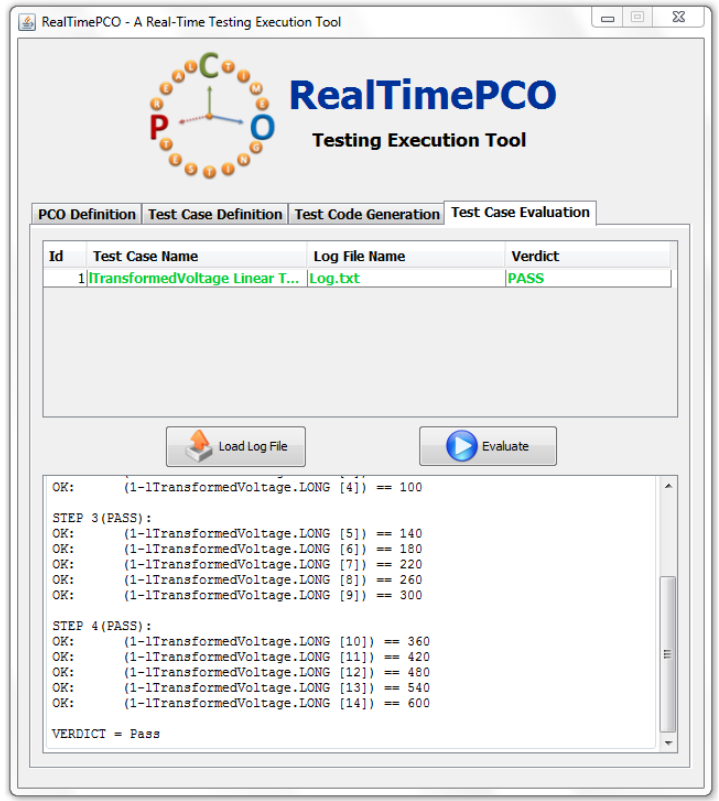 RealTimePCO - A Real-Time Testing Execution Tool
REAL C TIME
P O
TESTING
RealTimePCO
Testing Execution Tool
PCO Definition Test Case Definition Test Code Generation Test Case Evaluation
Id Test Case Name Log File Name Verdict
1 lTransformedVoltage Linear T... Log.txt PASS
Load Log File Evaluate
OK: (1-lTransformedVoltage.LONG [4]) == 100
STEP 3(PASS):
OK: (1-lTransformedVoltage.LONG [5]) == 140
OK: (1-lTransformedVoltage.LONG [6]) == 180
OK: (1-lTransformedVoltage.LONG [7]) == 220
OK: (1-lTransformedVoltage.LONG [8]) == 260
OK: (1-lTransformedVoltage.LONG [9]) == 300
STEP 4(PASS):
OK: (1-lTransformedVoltage.LONG [10]) == 360
OK: (1-lTransformedVoltage.LONG [11]) == 420
OK: (1-lTransformedVoltage.LONG [12]) == 480
OK: (1-lTransformedVoltage.LONG [13]) == 540
OK: (1-lTransformedVoltage.LONG [14]) == 600
VERDICT = Pass